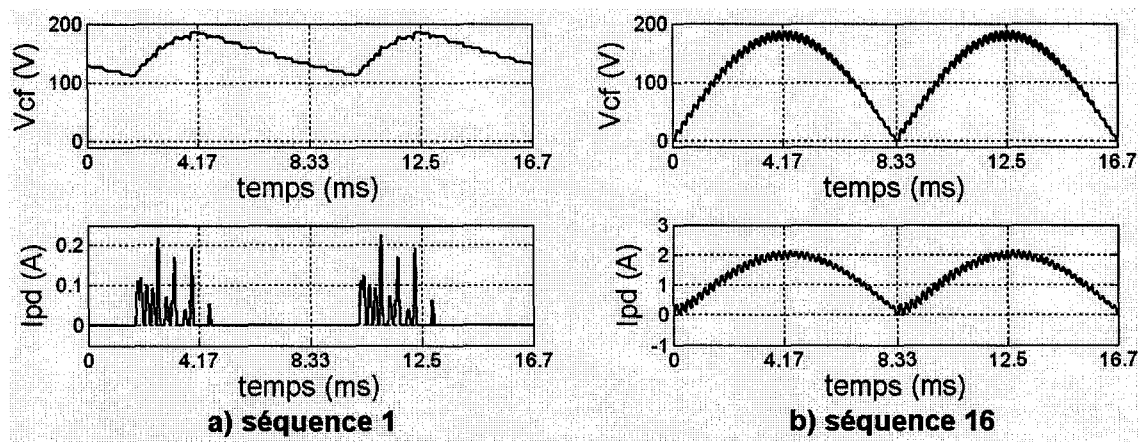 200
100
0
Vcf (V)
0 4.17 8.33 12.5 16.7
temps (ms)
0.2
0.1
0
Ipd (A)
0 4.17 8.33 12.5 16.7
temps (ms)
a) séquence 1
200
100
0
Vcf (V)
0 4.17 8.33 12.5 16.7
temps (ms)
3
2
1
0
-1
Ipd (A)
0 4.17 8.33 12.5 16.7
temps (ms)
b) séquence 16